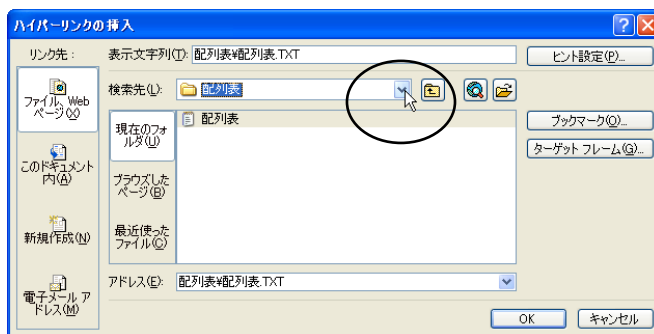 ハイパーリンクの挿入
リンク先：
表示文字列(T): 配列表¥配列表.TXT
ヒント設定(P)...
ファイル、Web
ページ(X)
検索先(L):
配列表
現在のフォ
ルダ(U)
配列表
ブックマーク(O)...
ターゲット フレーム(G)...
このドキュメント
内(A)
ブラウズした
ページ(B)
新規作成(N)
最近使った
ファイル(C)
電子メール ア
ドレス(M)
アドレス(E):
配列表¥配列表.TXT
OK
キャンセル